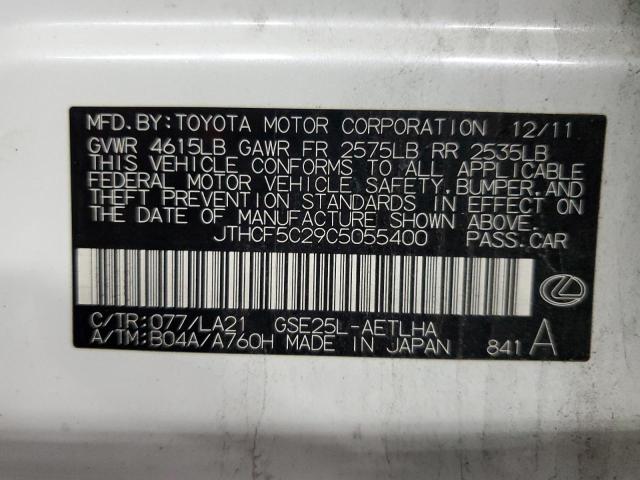 MFD.BY:TOYOTA MOTOR CORPORATION 12/11
GVWR 4615LB GAWR FR 2575LB RR 2535LB
THIS VEHICLE CONFORMS TO ALL APPLICABLE
FEDERAL MOTOR VEHICLE SAFETY,BUMPER,AND
THEFT PREVENTION STANDARDS IN EFFECT ON
THE DATE OF MANUFACTURE SHOWN ABOVE.
JTHCF5C29C5055400 PASS.CAR
C/TR:077/LA21 GSE25L-AETLHA
A/TM:B04A/A760H MADE IN JAPAN 841 A